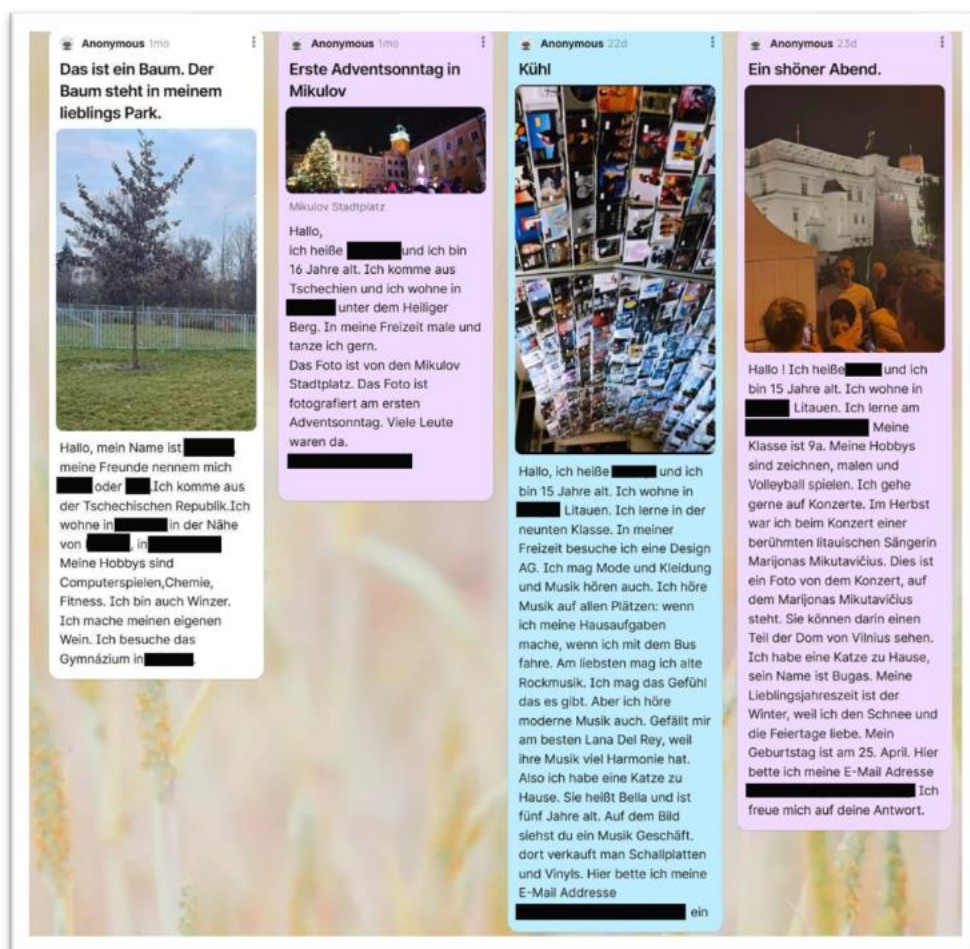 Anonymous 1mo
Das ist ein Baum. Der
Baum steht in meinem
lieblings Park.
Hallo, mein Name ist
meine Freunde nennem mich
oder .Ich komme aus
der Tschechischen Republik.Ich
wohne in in der Nähe
von , in
Meine Hobbys sind
Computerspielen,Chemie,
Fitness. Ich bin auch Winzer.
Ich mache meinen eigenen
Wein. Ich besuche das
Gymnázium in .
Anonymous 1mo
Erste Adventsonntag in
Mikulov
Mikulov Stadtplatz
Hallo,
ich heiße und ich bin
16 Jahre alt. Ich komme aus
Tschechien und ich wohne in
unter dem Heiliger
Berg. In meine Freizeit male und
tanze ich gern.
Das Foto ist von den Mikulov
Stadtplatz. Das Foto ist
fotografiert am ersten
Adventsonntag. Viele Leute
waren da.
Anonymous 22d
Kühl
Hallo, ich heiße und ich
bin 15 Jahre alt. Ich wohne in
Litauen. Ich lerne in der
neunten Klasse. In meiner
Freizeit besuche ich eine Design
AG. Ich mag Mode und Kleidung
und Musik hören auch. Ich höre
Musik auf allen Plätzen: wenn
ich meine Hausaufgaben
mache, wenn ich mit dem Bus
fahre. Am liebsten mag ich alte
Rockmusik. Ich mag das Gefühl
das es gibt. Aber ich höre
moderne Musik auch. Gefällt mir
am besten Lana Del Rey, weil
ihre Musik viel Harmonie hat.
Also ich habe eine Katze zu
Hause. Sie heißt Bella und ist
fünf Jahre alt. Auf dem Bild
siehst du ein Musik Geschäft.
dort verkauft man Schallplatten
und Vinyls. Hier bette ich meine
E-Mail Addresse
ein
Anonymous 23d
Ein shöner Abend.
Hallo ! Ich heiße und ich
bin 15 Jahre alt. Ich wohne in
Litauen. Ich lerne am
Meine
Klasse ist 9a. Meine Hobbys
sind zeichnen, malen und
Volleyball spielen. Ich gehe
gerne auf Konzerte. Im Herbst
war ich beim Konzert einer
berühmten litauischen Sängerin
Marijonas Mikutavičius. Dies ist
ein Foto von dem Konzert, auf
dem Marijonas Mikutavičius
steht. Sie können darin einen
Teil der Dom von Vilnius sehen.
Ich habe eine Katze zu Hause,
sein Name ist Bugas. Meine
Lieblingsjahreszeit ist der
Winter, weil ich den Schnee und
die Feiertage liebe. Mein
Geburtstag ist am 25. April. Hier
bette ich meine E-Mail Adresse
Ich
freue mich auf deine Antwort.